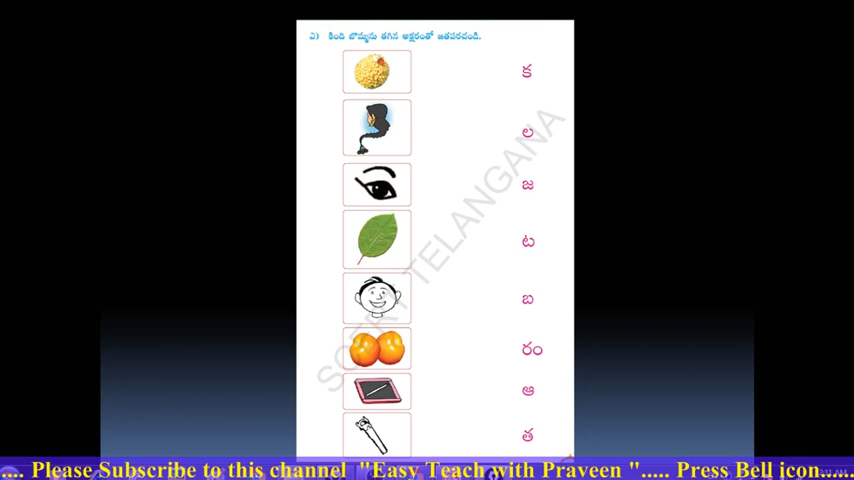 ఎ) కింది బొమ్మను తగిన అక్షరంతో జతపరచండి.
క
ల
జ
ట
బ
రం
ఆ
త
SCERT TELANGANA
.... Please Subscribe to this channel "Easy Teach with Praveen "..... Press Bell icon......